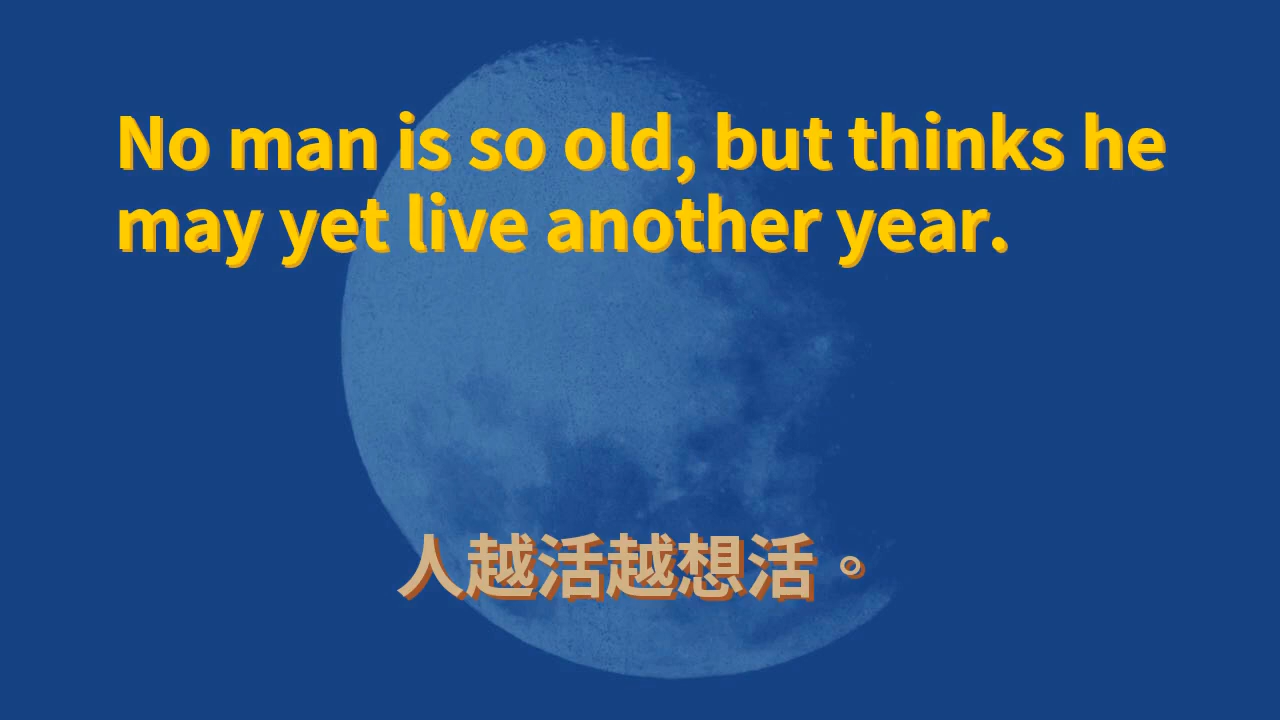 No man is so old, but thinks he
may yet live another year.
人越活越想活。